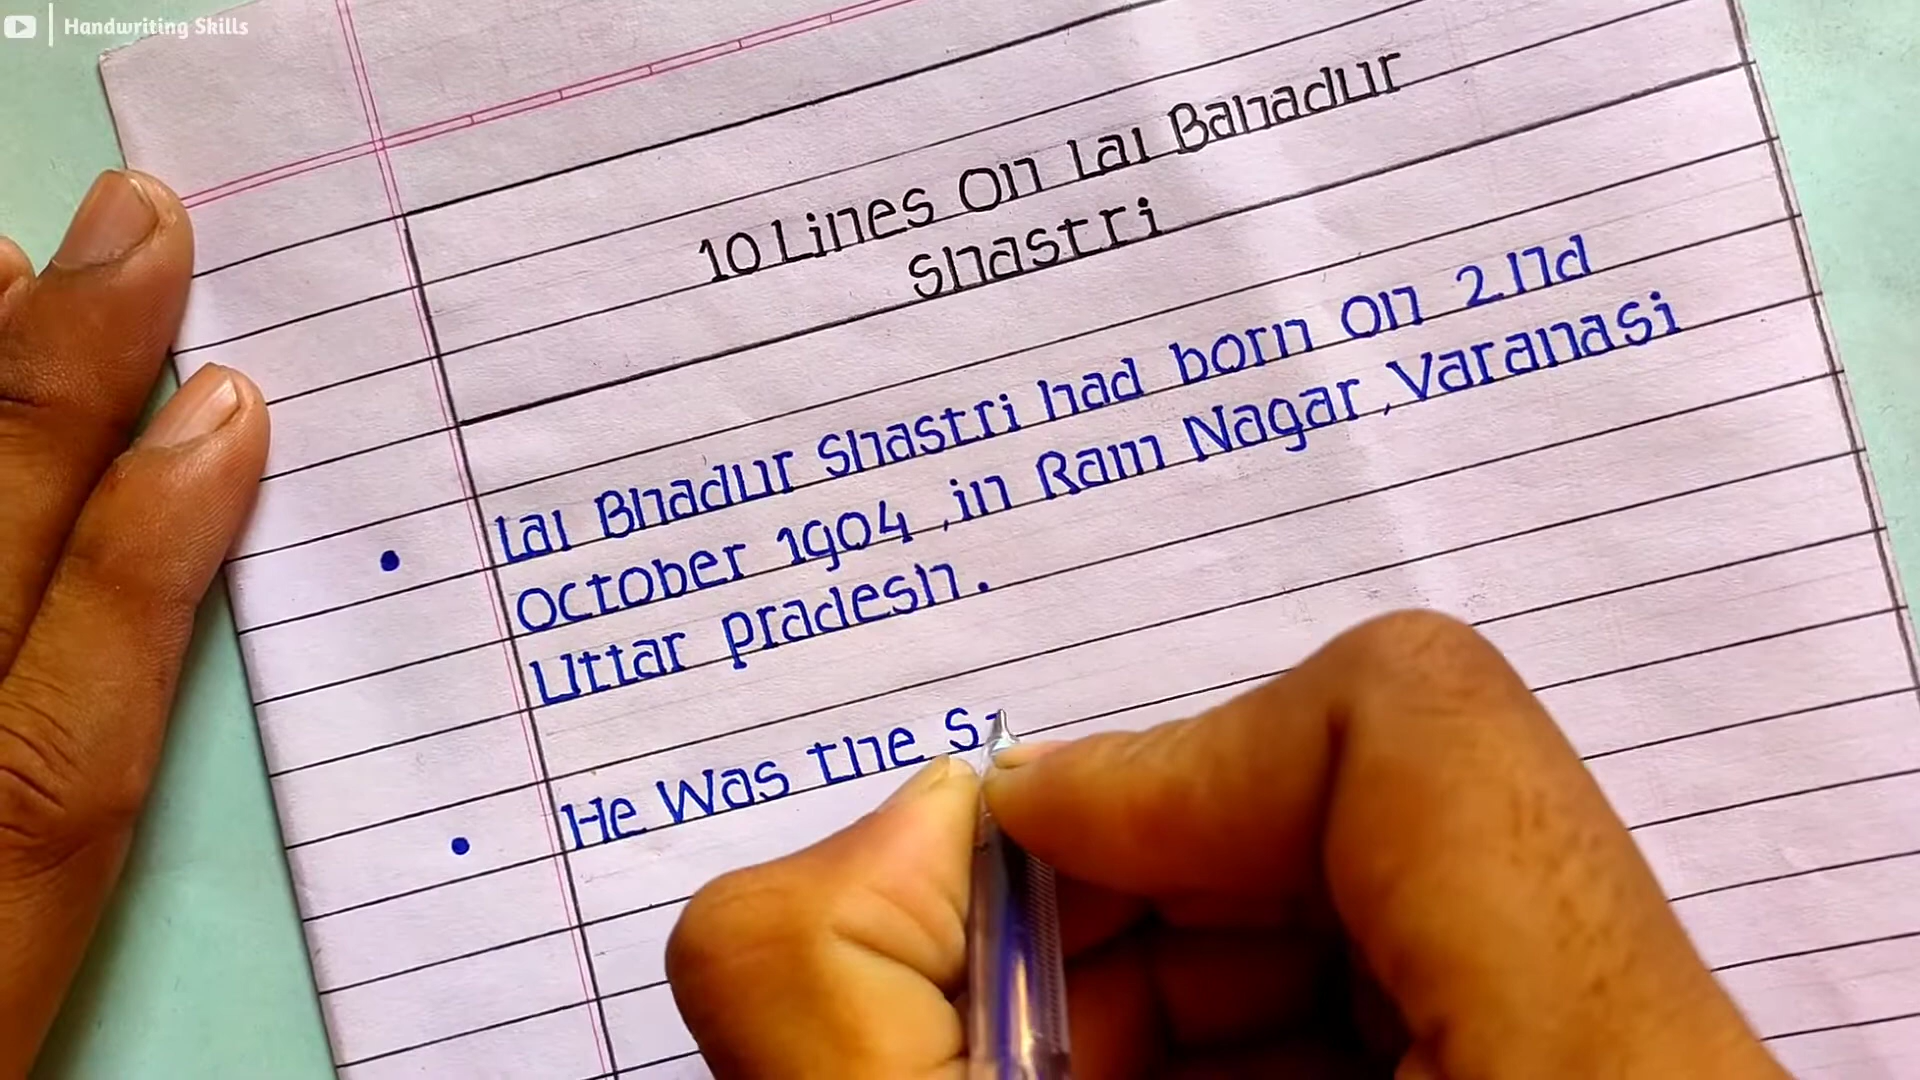 Handwriting Skills
10 Lines On Lal Bahadur
Shastri
Lal Bhadur Shastri had born on 2nd
October 1904 ,in Ram Nagar ,Varanasi
Uttar pradesh.
He Was the S